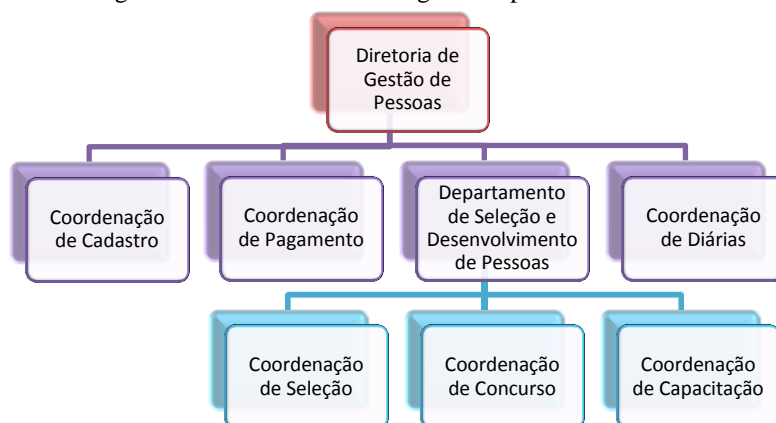 Diretoria de
Gestão de
Pessoas
Coordenação
de Cadastro
Coordenação
de Pagamento
Departamento
de Seleção e
Desenvolvimento
de Pessoas
Coordenação
de Diárias
Coordenação
de Seleção
Coordenação
de Concurso
Coordenação
de Capacitação